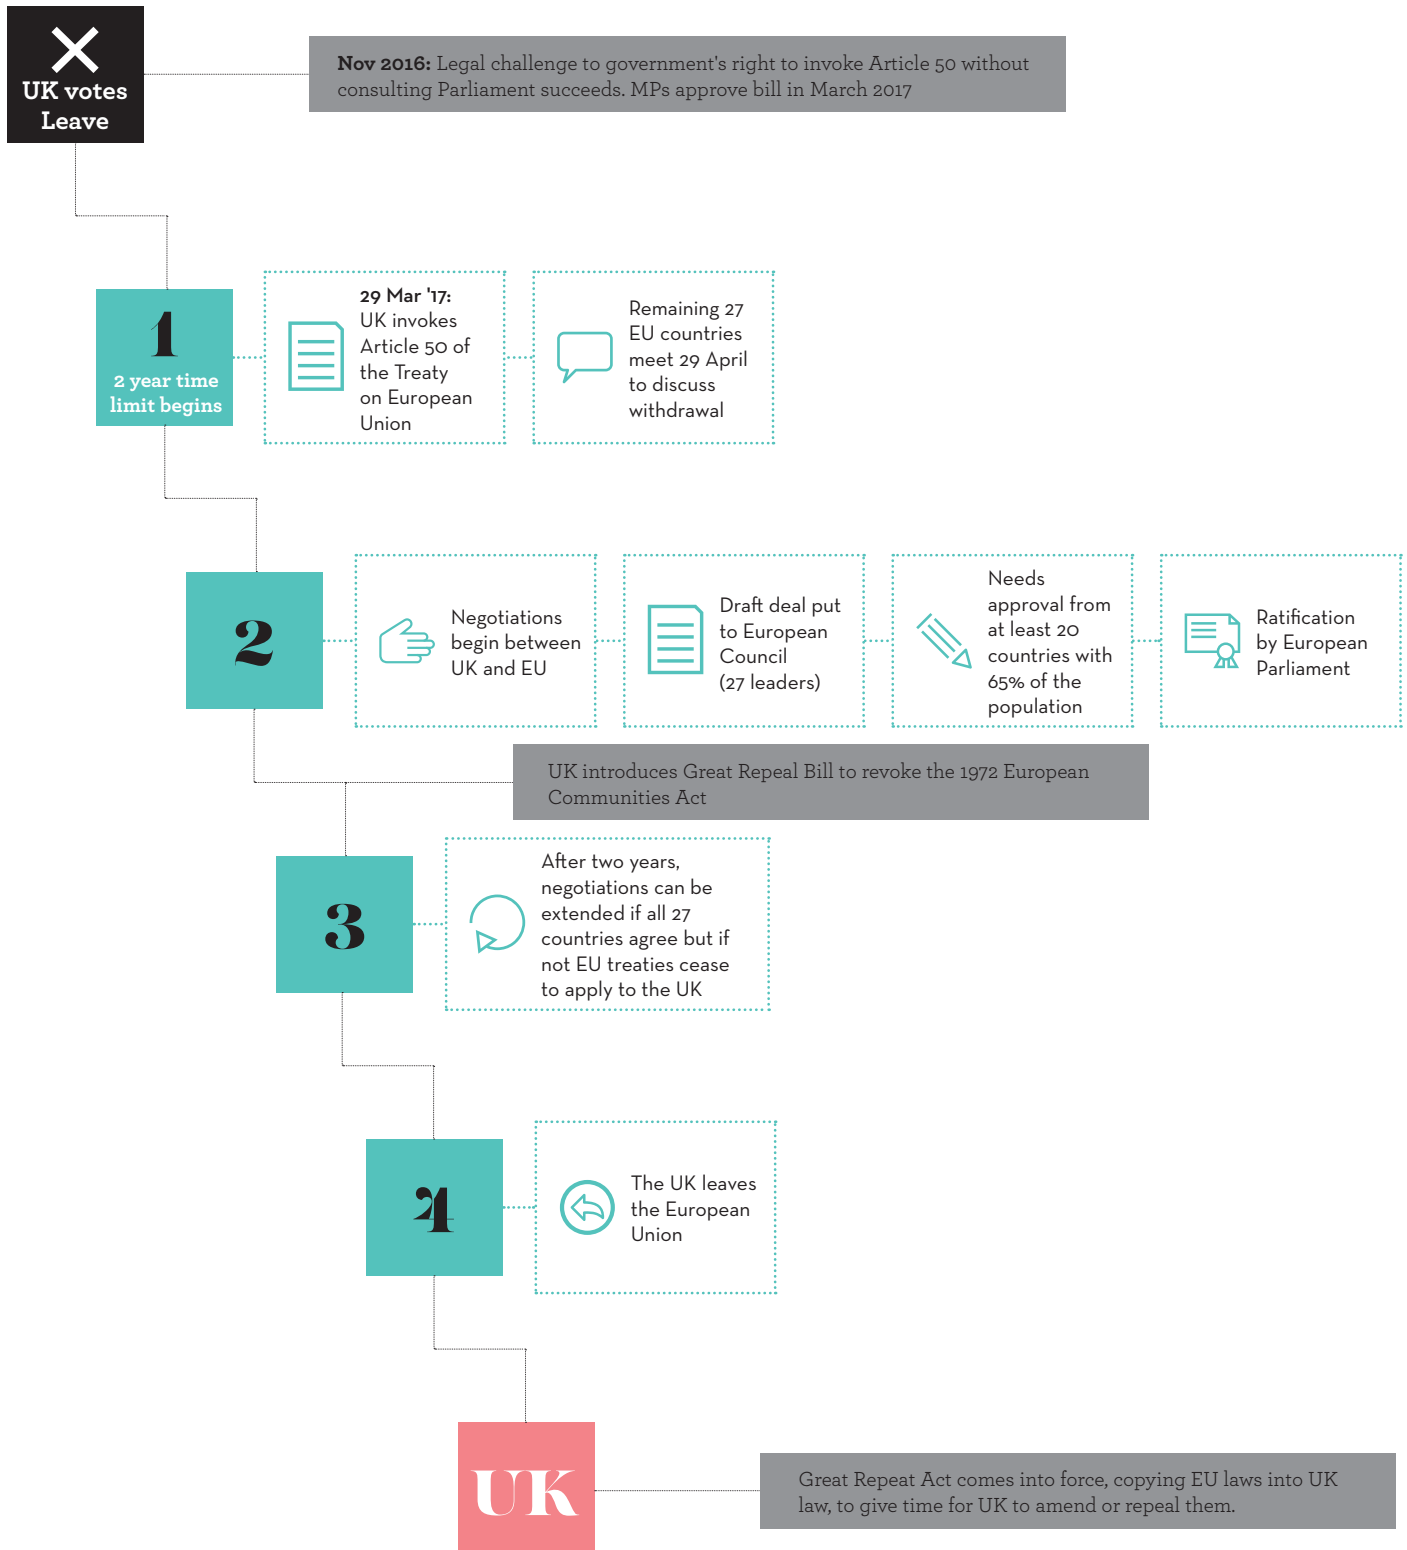 UK votes
Leave
Nov 2016: Legal challenge to government's right to invoke Article 50 without
consulting Parliament succeeds. MPs approve bill in March 2017
1
2 year time
limit begins
29 Mar '17:
UK invokes
Article 50 of
the Treaty
on European
Union
Remaining 27
EU countries
meet 29 April
to discuss
withdrawal
2
Negotiations
begin between
UK and EU
Draft deal put
to European
Council
(27 leaders)
Needs
approval from
at least 20
countries with
65% of the
population
Ratification
by European
Parliament
UK introduces Great Repeal Bill to revoke the 1972 European
Communities Act
3
After two years,
negotiations can be
extended if all 27
countries agree but if
not EU treaties cease
to apply to the UK
4
The UK leaves
the European
Union
UK
Great Repeat Act comes into force, copying EU laws into UK
law, to give time for UK to amend or repeal them.